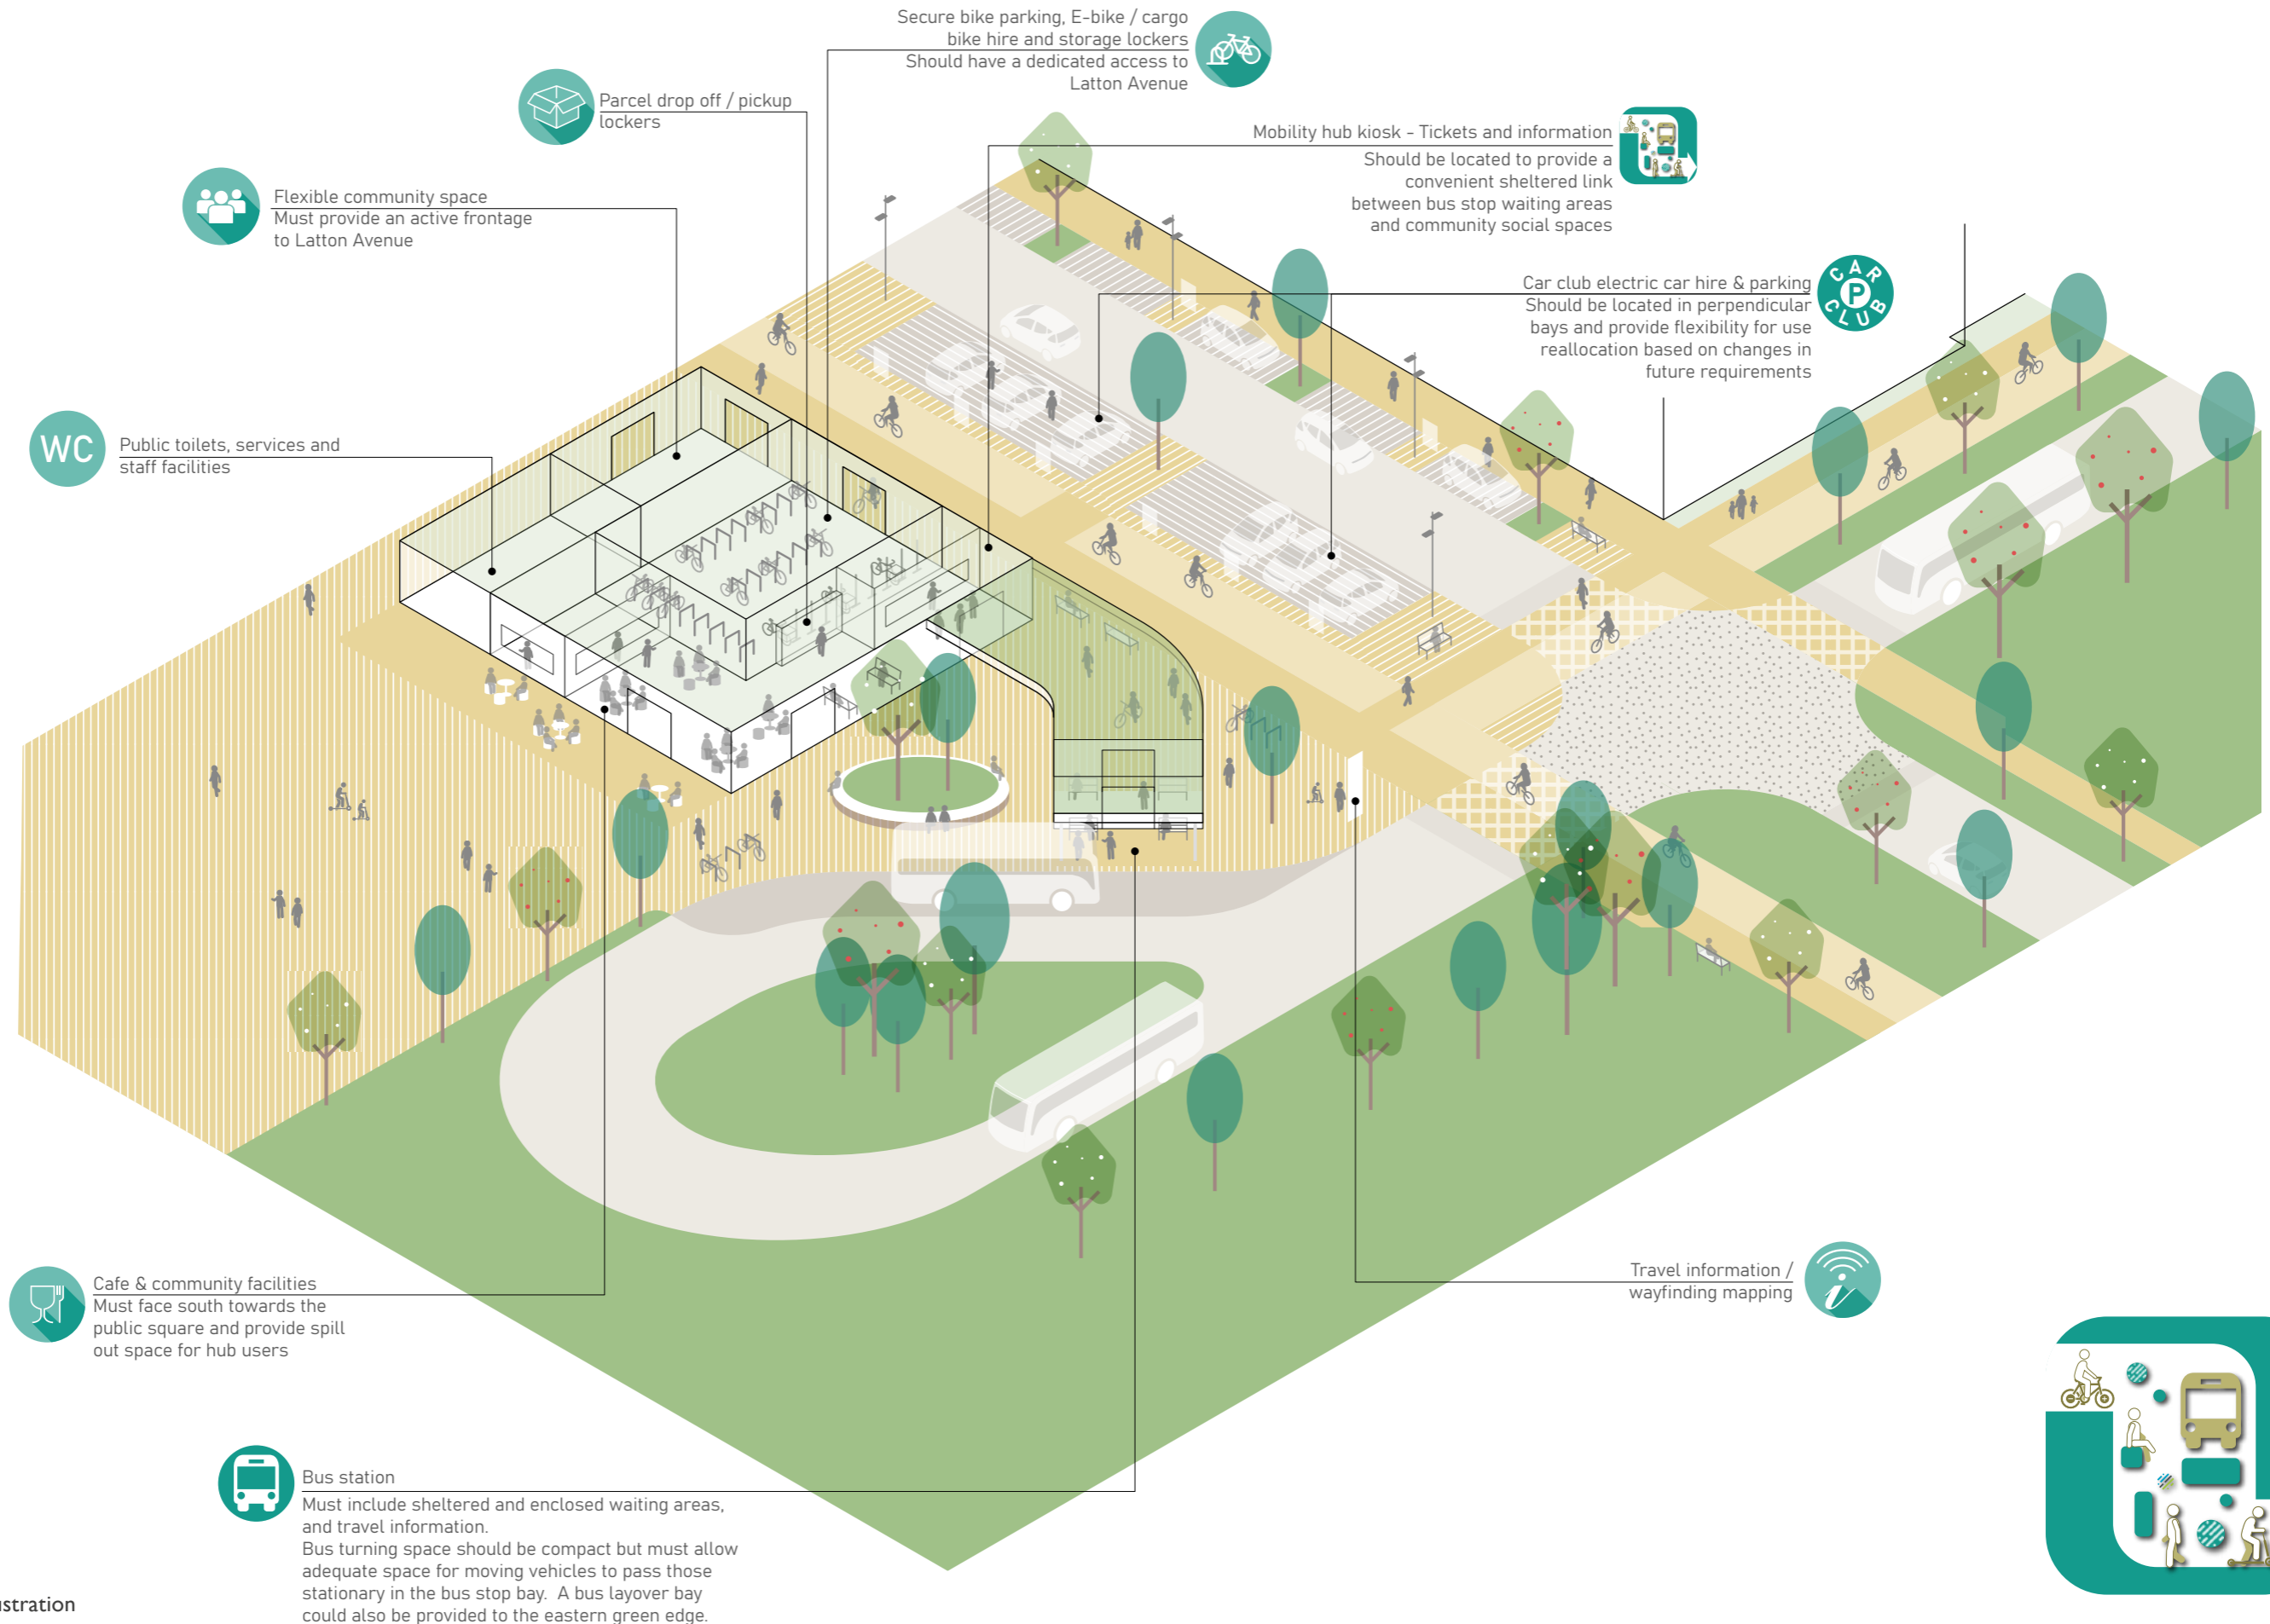 Secure bike parking, E-bike / cargo
bike hire and storage lockers
Should have a dedicated access to
Latton Avenue
Parcel drop off / pickup
lockers
Mobility hub kiosk - Tickets and information
Should be located to provide a
convenient sheltered link
between bus stop waiting areas
and community social spaces
Flexible community space
Must provide an active frontage
to Latton Avenue
Car club electric car hire & parking
Should be located in perpendicular
bays and provide flexibility for use
reallocation based on changes in
future requirements
CAR
P
CLUB
WC
Public toilets, services and
staff facilities
Travel information /
wayfinding mapping
i
Cafe & community facilities
Must face south towards the
public square and provide spill
out space for hub users
Bus station
Must include sheltered and enclosed waiting areas,
and travel information.
Bus turning space should be compact but must allow
adequate space for moving vehicles to pass those
stationary in the bus stop bay. A bus layover bay
could also be provided to the eastern green edge.